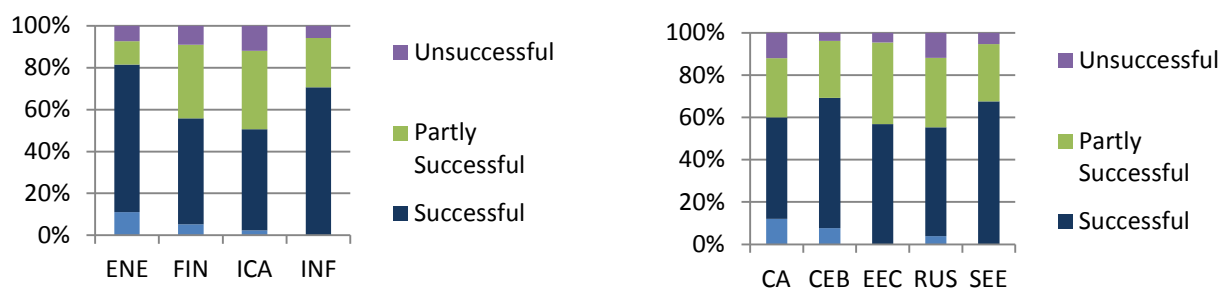 100%
80%
60%
40%
20%
0%
ENE FIN ICA INF
Unsuccessful
Partly
Successful
Successful
100%
80%
60%
40%
20%
0%
CA CEB EEC RUS SEE
Unsuccessful
Partly
Successful
Successful